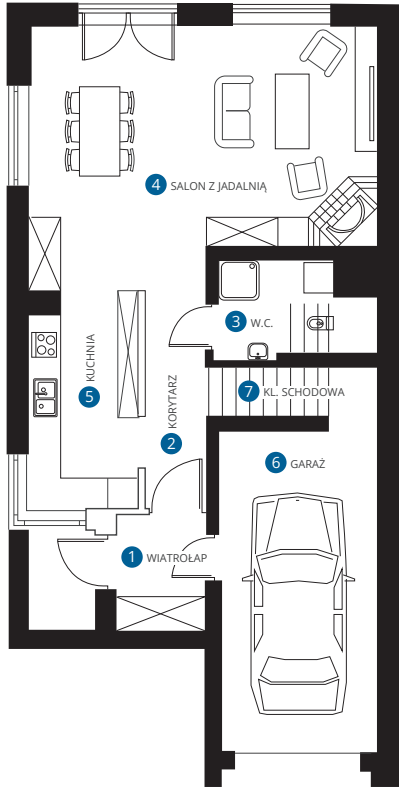 4 SALON Z JADALNIĄ
3 W.C.
5 KUCHNIA
7 KL. SCHODOWA
2 KORYTARZ
6 GARAŻ
1 WIATROŁAP